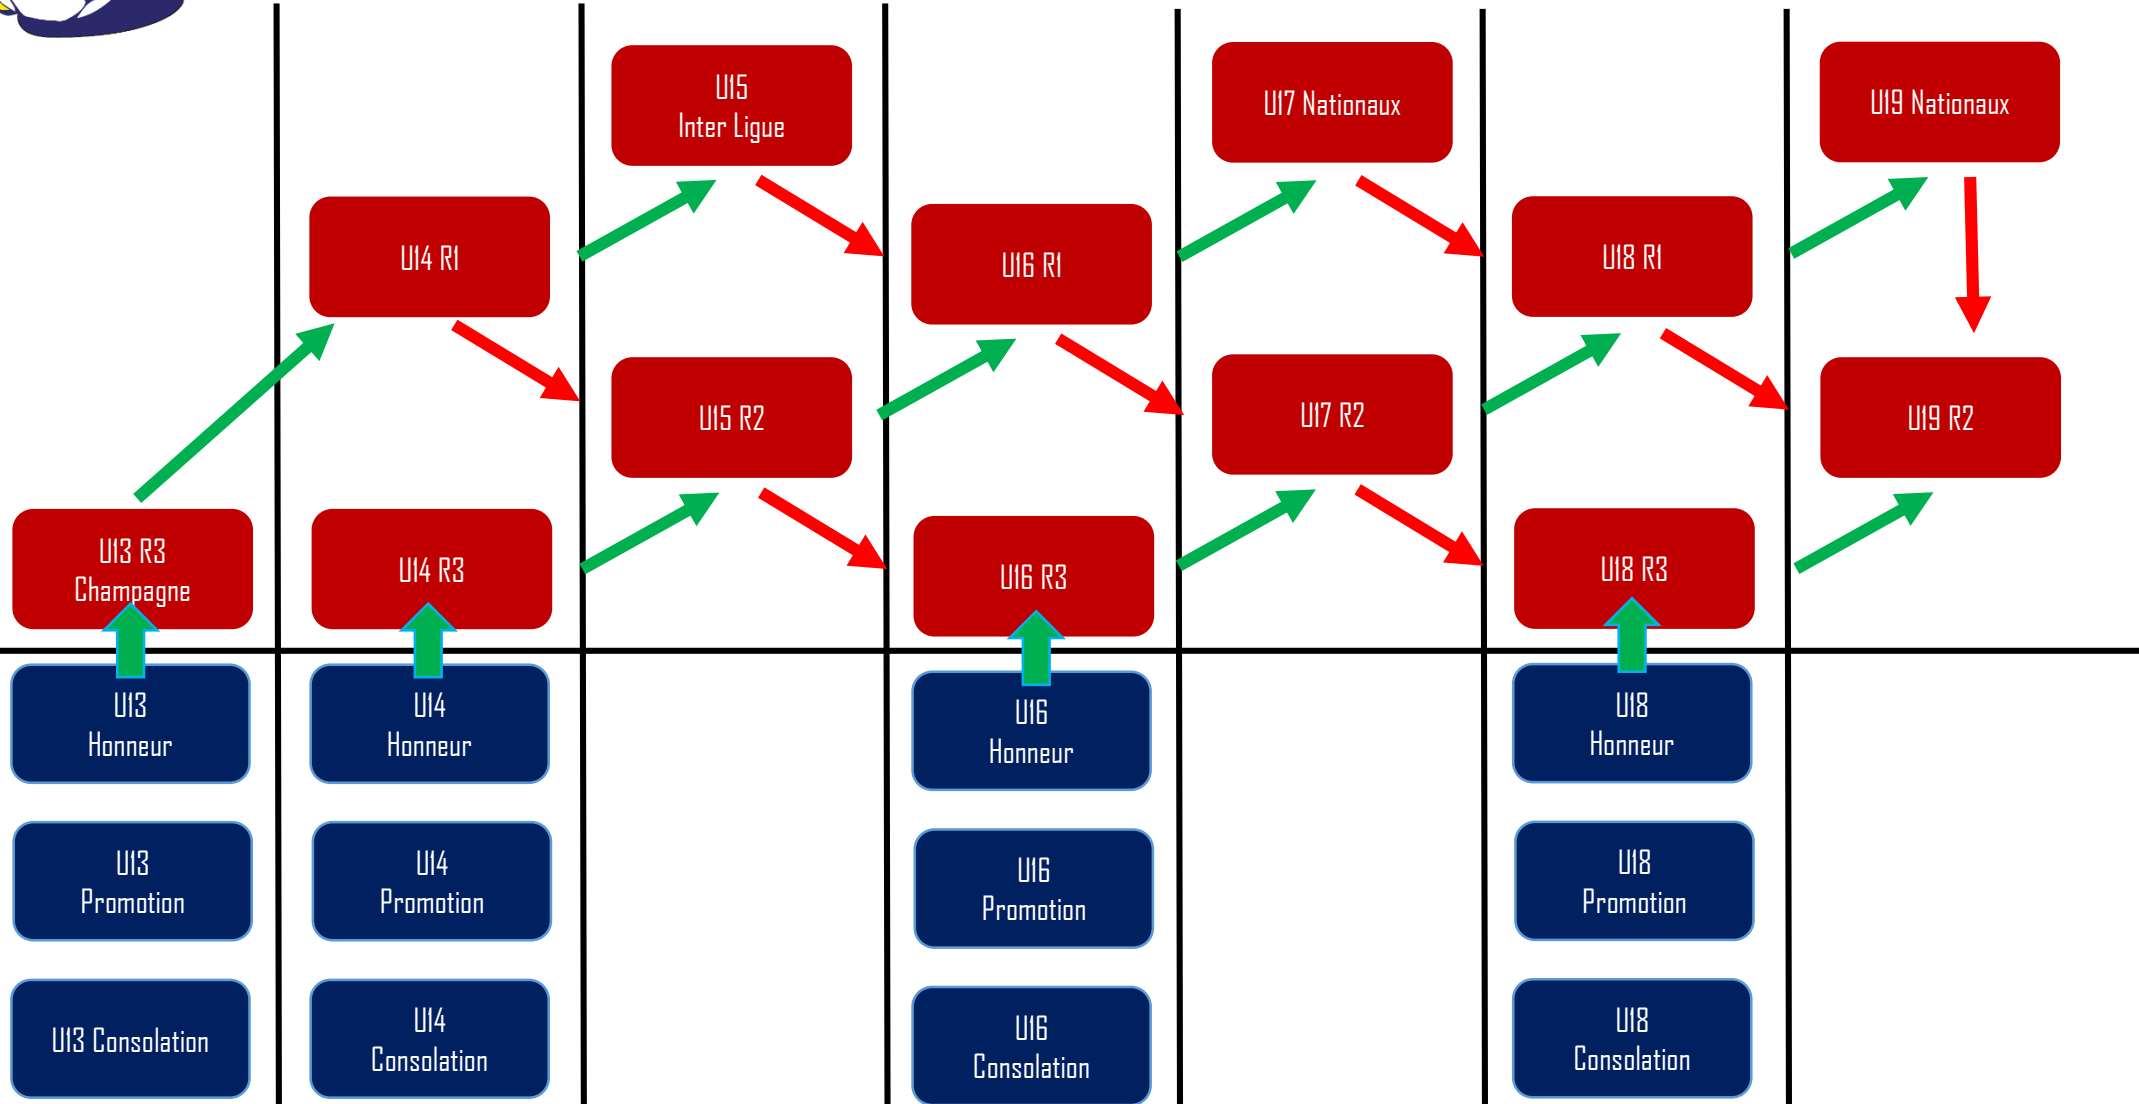 U15
Inter Ligue
U17 Nationaux
U19 Nationaux
U14 R1
U16 R1
U18 R1
U15 R2
U17 R2
U19 R2
U13 R3
Champagne
U14 R3
U16 R3
U18 R3
U13
Honneur
U14
Honneur
U16
Honneur
U18
Honneur
U13
Promotion
U14
Promotion
U16
Promotion
U18
Promotion
U13 Consolation
U14
Consolation
U16
Consolation
U18
Consolation